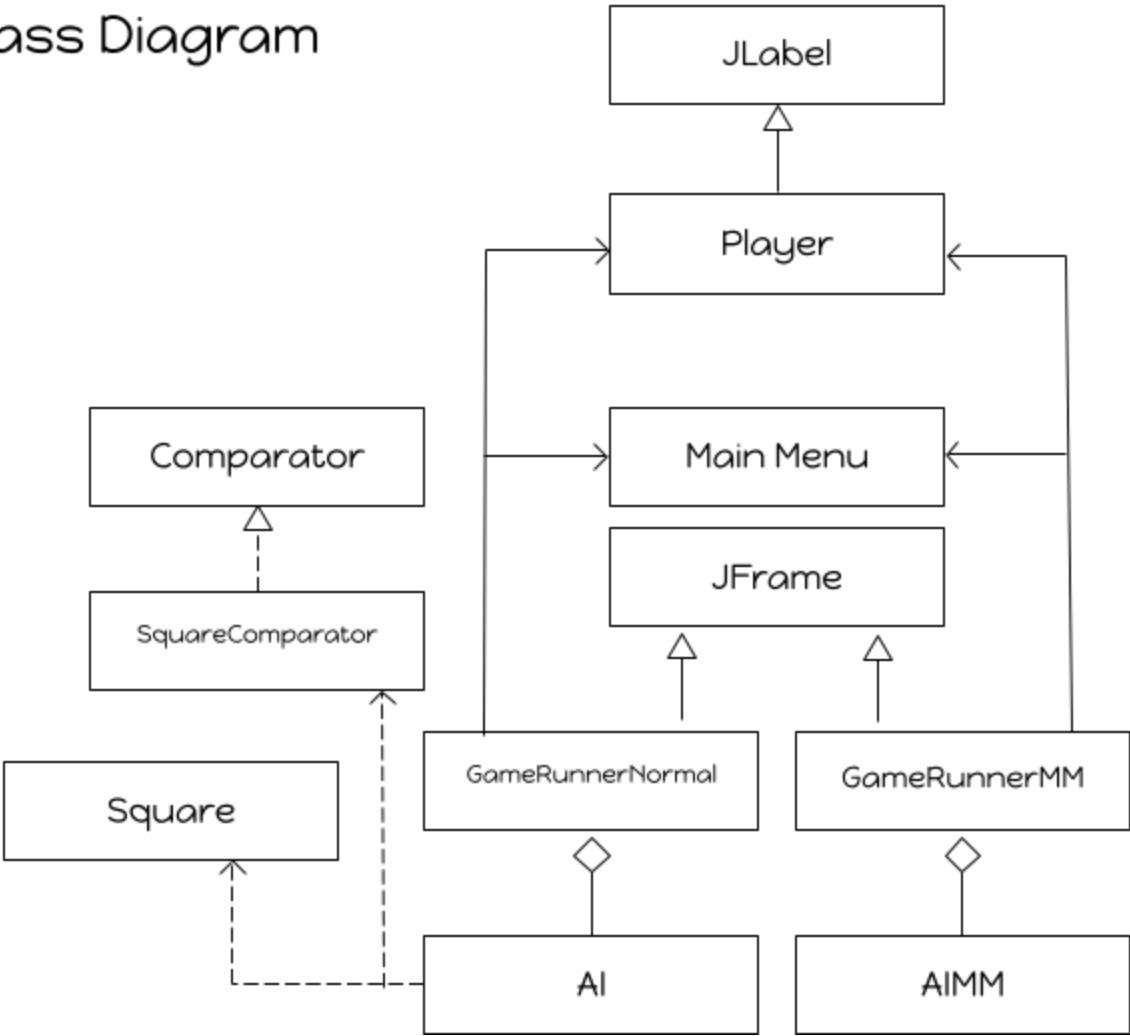 ass Diagram
JLabel
Player
Comparator
Main Menu
JFrame
SquareComparator
GameRunnerNormal
GameRunnerMM
Square
AI
AIMM